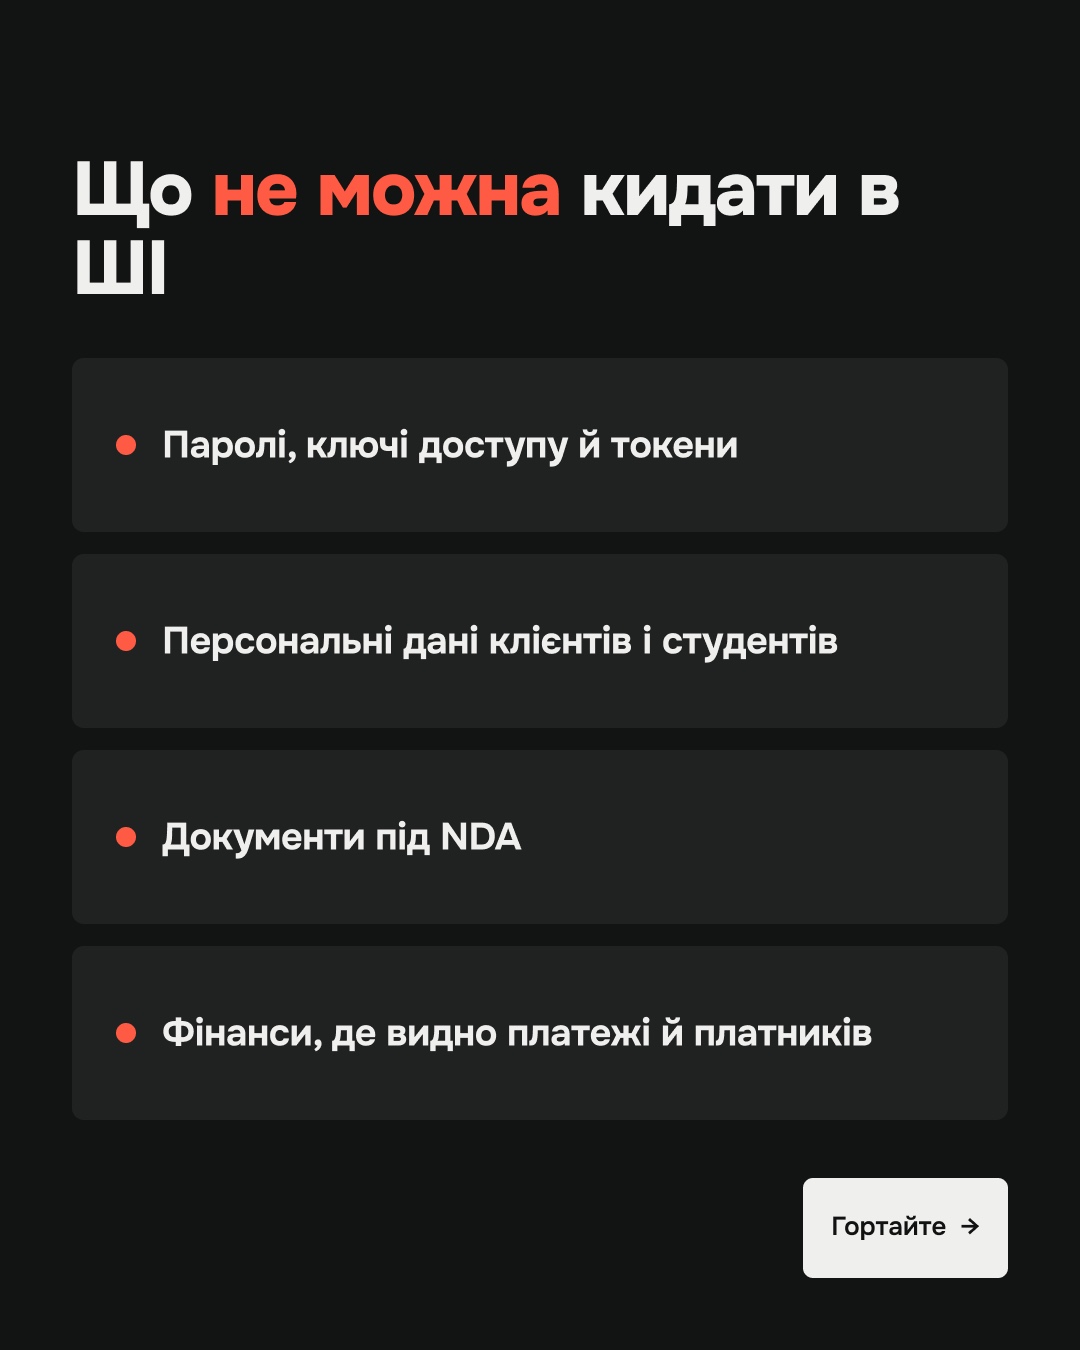 Що не можна кидати в
ШІ
Паролі, ключі доступу й токени
Персональні дані клієнтів і студентів
Документи під NDA
Фінанси, де видно платежі й платників
Гортайте →